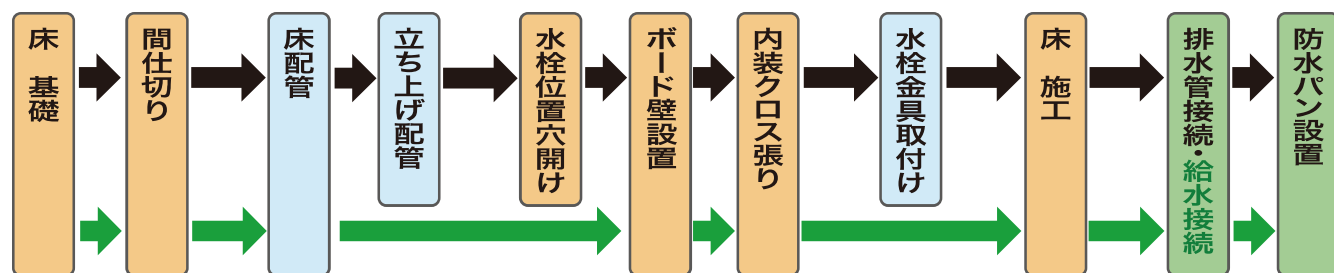 床　基礎
間仕切り
床配管
立ち上げ配管
水栓位置穴開け
ボード壁設置
内装クロス張り
水栓金具取付け
床　施工
排水管接続・給水接続
防水パン設置